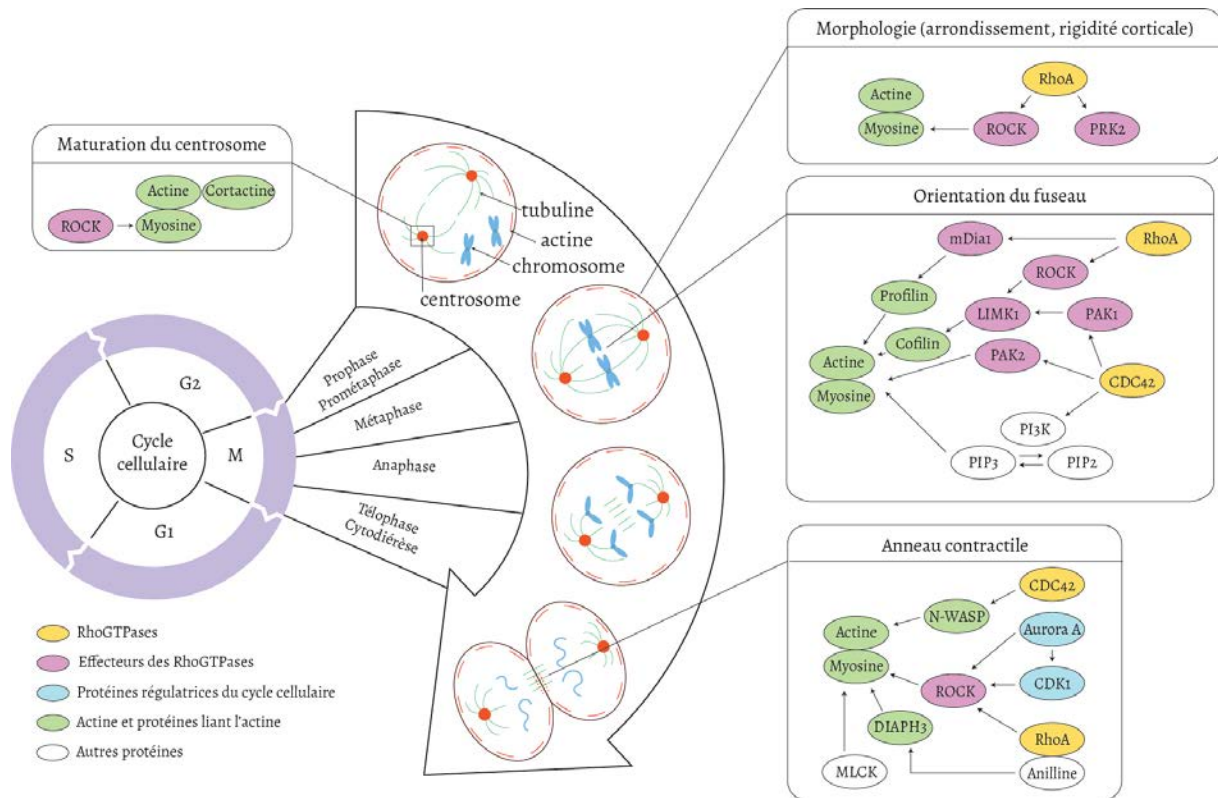 Morphologie (arrondissement, rigidité corticale)
RhoA
Actine
Myosine
ROCK
PRK2
Maturation du centrosome
Actine
Cortactine
ROCK
Myosine
tubuline
actine
chromosome
centrosome
Orientation du fuseau
mDia1
RhoA
ROCK
Profilin
LIMK1
PAK1
Cofilin
Actine
PAK2
Myosine
CDC42
PI3K
PIP3
PIP2
Cycle
cellulaire
G2
S
M
G1
Prophase
Prométaphase
Métaphase
Anaphase
Télophase
Cytodiérèse
Anneau contractile
CDC42
N-WASP
Actine
Aurora A
Myosine
ROCK
CDK1
DIAPH3
RhoA
MLCK
Anilline
RhoGTPases
Effecteurs des RhoGTPases
Protéines régulatrices du cycle cellulaire
Actine et protéines liant l'actine
Autres protéines